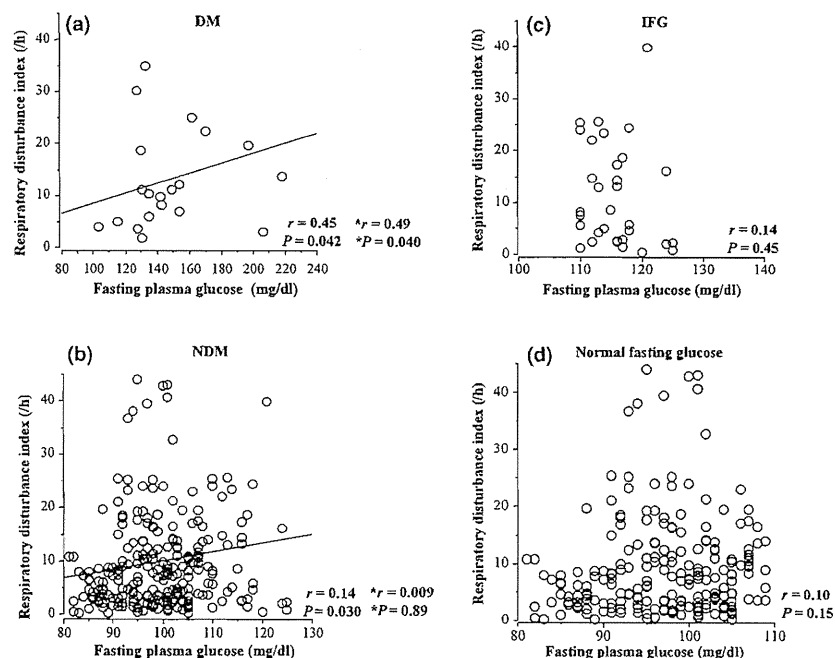 (a)
DM
Respiratory disturbance index (/h)
40
30
20
10
0
r = 0.45 *r = 0.49
P = 0.042 *P = 0.040
80 100 120 140 160 180 200 220 240
Fasting plasma glucose (mg/dl)
(c)
IFG
Respiratory disturbance index (/h)
40
30
20
10
0
r = 0.14
P = 0.45
100 110 120 130 140
Fasting plasma glucose (mg/dl)
(b)
NDM
Respiratory disturbance index (/h)
40
30
20
10
0
r = 0.14 *r = 0.009
P = 0.030 *P = 0.89
80 90 100 110 120 130
Fasting plasma glucose (mg/dl)
(d)
Normal fasting glucose
Respiratory disturbance index (/h)
40
30
20
10
0
r = 0.10
P = 0.15
80 90 100 109
Fasting plasma glucose (mg/dl)